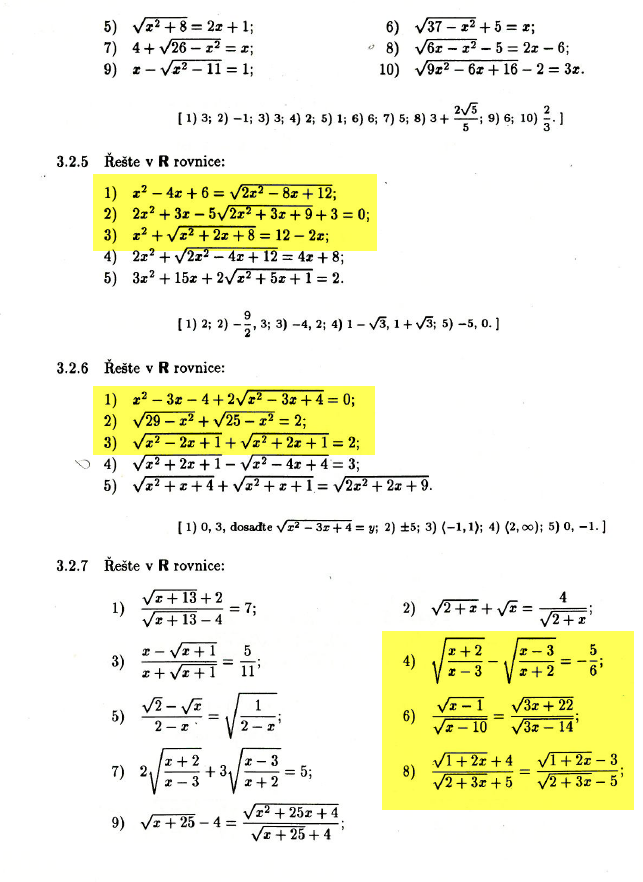 5) √(x² + 8) = 2x + 1; 6) √(37 − x²) + 5 = x;
7) 4 + √(26 − x²) = x; 8) √(6x − x²) − 5 = 2x − 6;
9) x − √(x² − 11) = 1; 10) √(9x² − 6x + 16) − 2 = 3x.
[ 1) 3; 2) −1; 3) 3; 4) 2; 5) 1; 6) 6; 7) 5; 8) 3 + 2√5/5; 9) 6; 10) 2/3. ]
3.2.5 Řešte v R rovnice:
1) x² − 4x + 6 = √(2x² − 8x + 12);
2) 2x² + 3x − 5√(2x² + 3x + 9) + 3 = 0;
3) x² + √(x² + 2x + 8) = 12 − 2x;
4) 2x² + √(2x² − 4x + 12) = 4x + 8;
5) 3x² + 15x + 2√(x² + 5x + 1) = 2.
[ 1) 2; 2) −9/2, 3; 3) −4, 2; 4) 1 − √3, 1 + √3; 5) −5, 0. ]
3.2.6 Řešte v R rovnice:
1) x² − 3x − 4 + 2√(x² − 3x + 4) = 0;
2) √(29 − x²) + √(25 − x²) = 2;
3) √(x² − 2x + 1) + √(x² + 2x + 1) = 2;
4) √(x² + 2x + 1) − √(x² − 4x + 4) = 3;
5) √(x² + x + 4) + √(x² + x + 1) = √(2x² + 2x + 9).
[ 1) 0, 3, dosaďte √(x² − 3x + 4) = y; 2) ±5; 3) ⟨−1, 1⟩; 4) ⟨2, ∞); 5) 0, −1. ]
3.2.7 Řešte v R rovnice:
1) (√(x + 13) + 2)/(√(x + 13) − 4) = 7; 2) √(2 + x) + √x = 4/√(2 + x);
3) (x − √(x + 1))/(x + √(x + 1)) = 5/11; 4) √((x + 2)/(x − 3)) − √((x − 3)/(x + 2)) = −5/6;
5) (√2 − √x)/(2 − x) = √(1/(2 − x)); 6) √(x − 1)/√(x − 10) = √(3x + 22)/√(3x − 14);
7) 2√((x + 2)/(x − 3)) + 3√((x − 3)/(x + 2)) = 5; 8) (√(1 + 2x) + 4)/(√(2 + 3x) + 5) = (√(1 + 2x) − 3)/(√(2 + 3x) − 5);
9) √(x + 25) − 4 = √(x² + 25x + 4)/(√(x + 25) + 4);